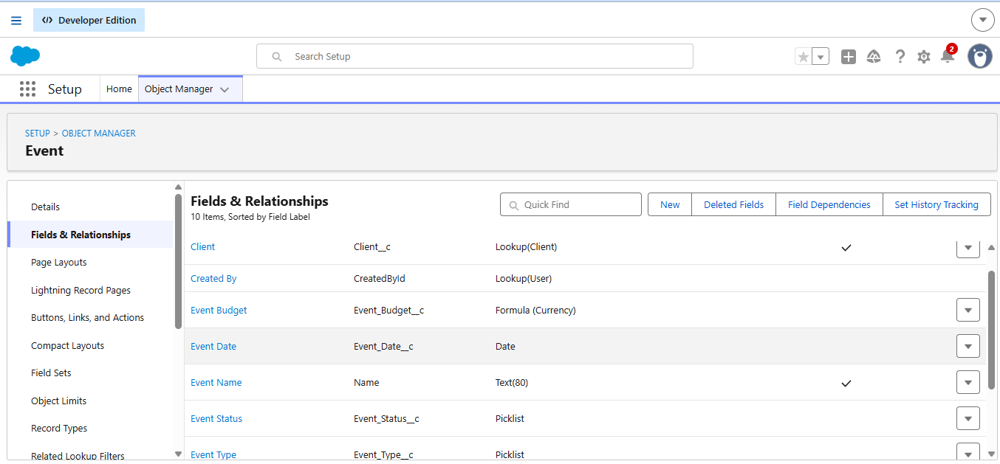 </> Developer Edition
Search Setup
2
Setup
Home
Object Manager
SETUP > OBJECT MANAGER
Event
Details
Fields & Relationships
Page Layouts
Lightning Record Pages
Buttons, Links, and Actions
Compact Layouts
Field Sets
Object Limits
Record Types
Related Lookup Filters
Fields & Relationships
10 Items, Sorted by Field Label
Quick Find
New
Deleted Fields
Field Dependencies
Set History Tracking
Client Client__c Lookup(Client)
Created By CreatedById Lookup(User)
Event Budget Event_Budget__c Formula (Currency)
Event Date Event_Date__c Date
Event Name Name Text(80)
Event Status Event_Status__c Picklist
Event Type Event_Type__c Picklist